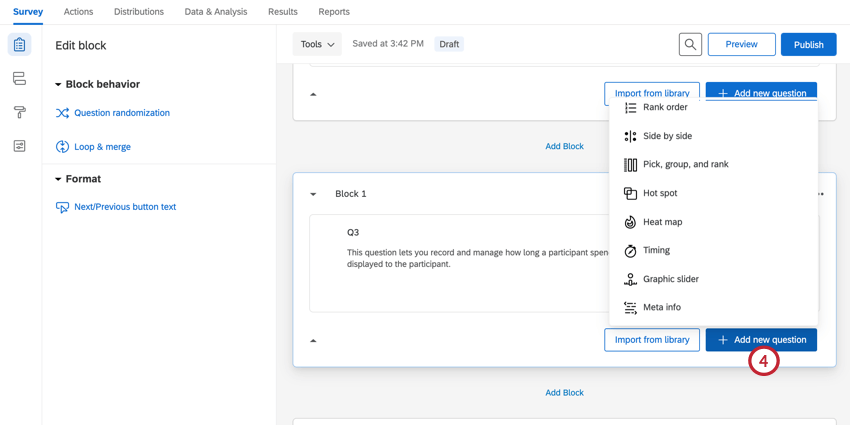 Survey
Actions
Distributions
Data & Analysis
Results
Reports
Edit block
Tools
Saved at 3:42 PM
Draft
Preview
Publish
Block behavior
Question randomization
Loop & merge
Format
Next/Previous button text
Import from library
Add new question
Rank order
Side by side
Pick, group, and rank
Hot spot
Heat map
Timing
Graphic slider
Meta info
Add Block
Block 1
Q3
This question lets you record and manage how long a participant spen
displayed to the participant.
Import from library
Add new question
4
Add Block